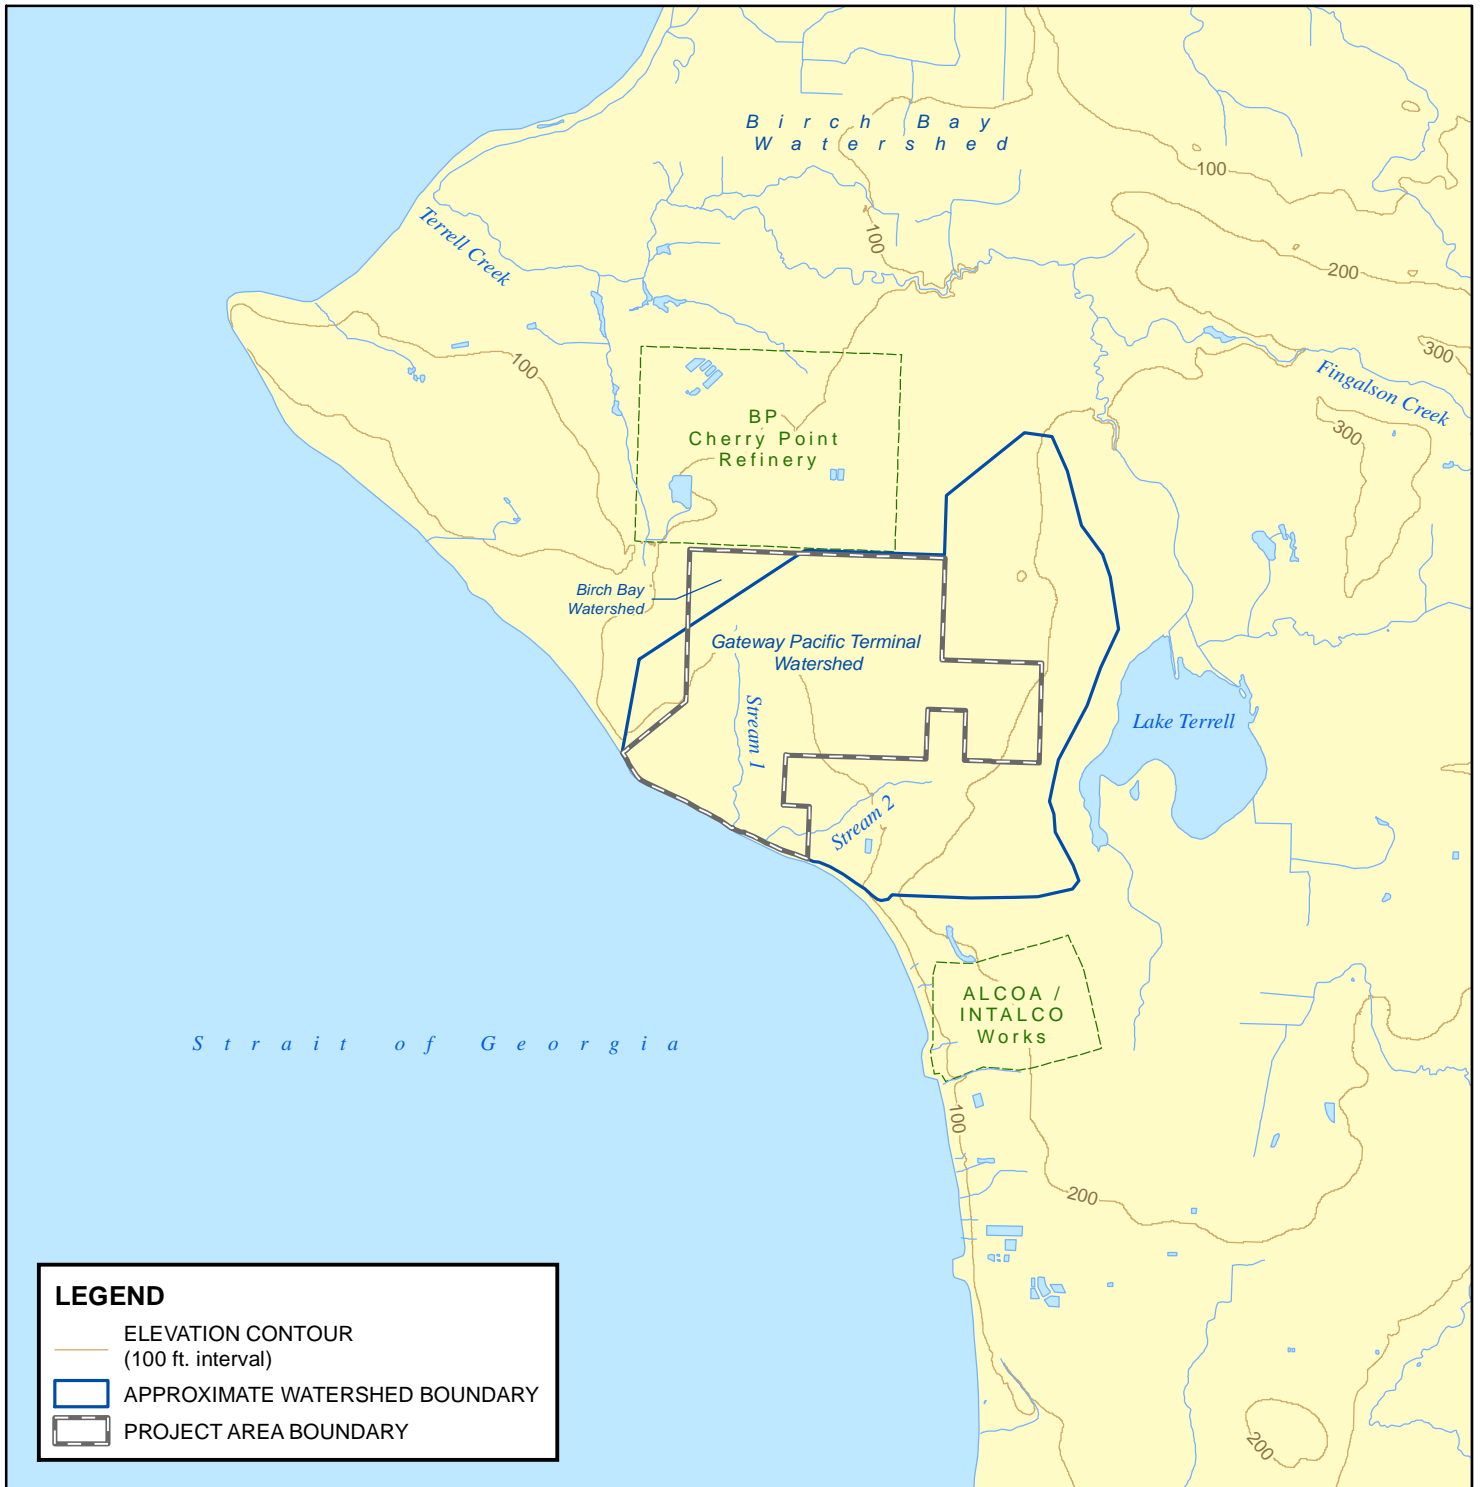 Birch Bay
Watershed
100
Terrell Creek
100
200
300
100
Fingalson Creek
BP
Cherry Point
Refinery
300
Birch Bay
Watershed
Gateway Pacific Terminal
Watershed
Stream 1
Lake Terrell
Stream 2
ALCOA /
INTALCO
Works
Strait of Georgia
100
200
200
LEGEND
ELEVATION CONTOUR
(100 ft. interval)
APPROXIMATE WATERSHED BOUNDARY
PROJECT AREA BOUNDARY